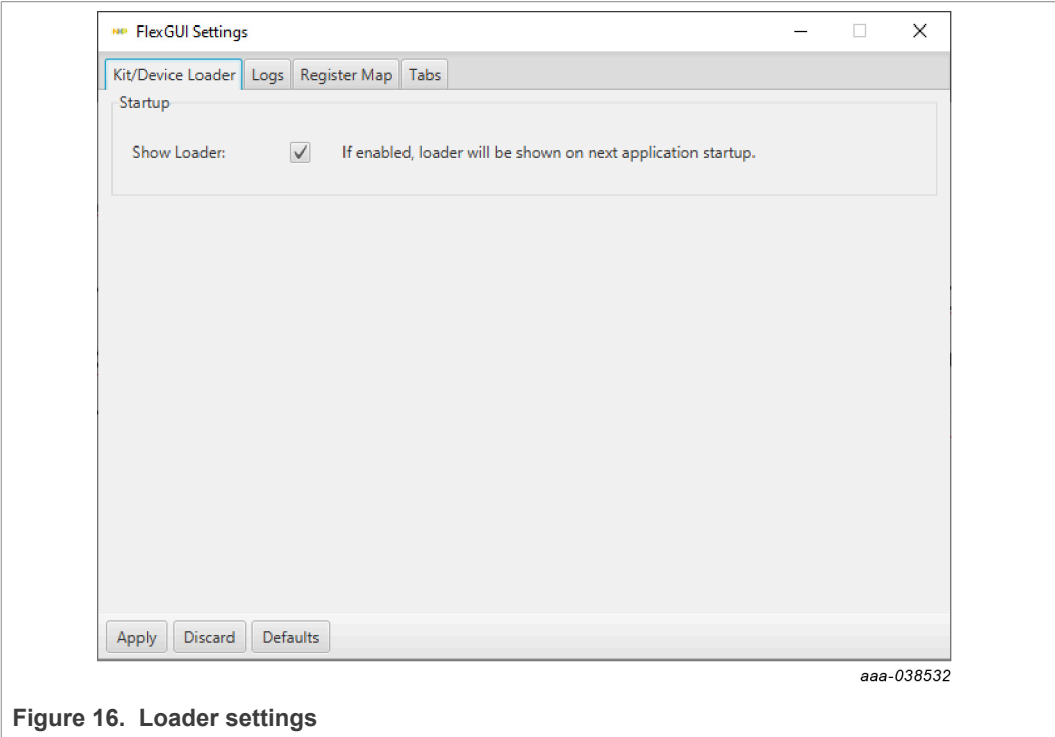 NXP FlexGUI Settings
Kit/Device Loader Logs Register Map Tabs
Startup
Show Loader: If enabled, loader will be shown on next application startup.
Apply Discard Defaults
aaa-038532
Figure 16. Loader settings